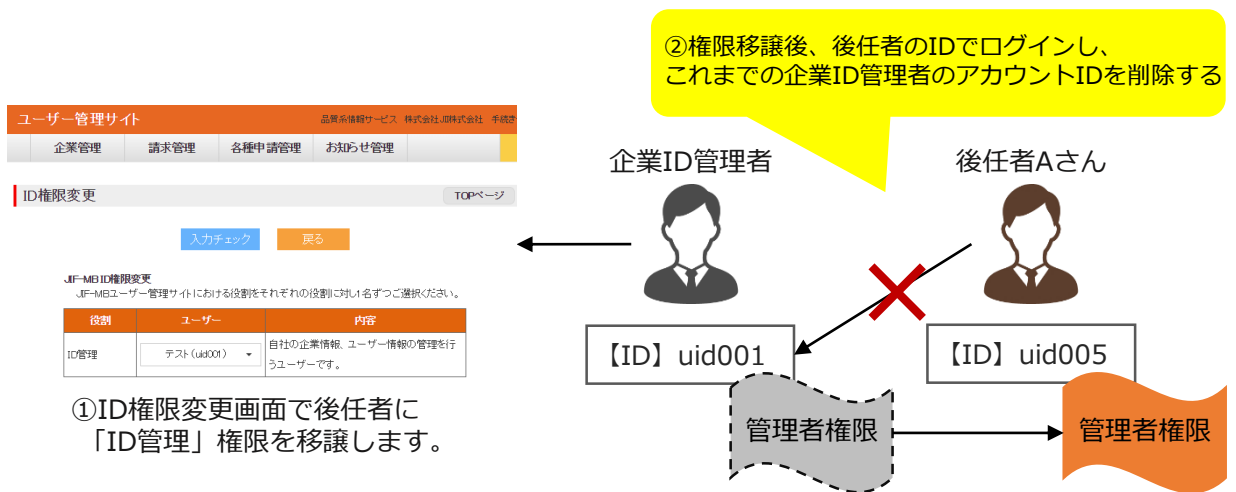 ②権限移譲後、後任者のIDでログインし、
これまでの企業ID管理者のアカウントIDを削除する
ユーザー管理サイト
品質系情報サービス 株式会社JII株式会社 手続き
企業管理 請求管理 各種申請管理 お知らせ管理
ID権限変更
TOPページ
入力チェック 戻る
JIF-MB ID権限変更
JIF-MBユーザー管理サイトにおける役割をそれぞれの役割に対し1名ずつご選択ください。
役割 ユーザー 内容
ID管理 テスト(uid001) 自社の企業情報、ユーザー情報の管理を行
うユーザーです。
①ID権限変更画面で後任者に
「ID管理」権限を移譲します。
企業ID管理者
後任者Aさん
【ID】uid001
【ID】uid005
管理者権限
管理者権限